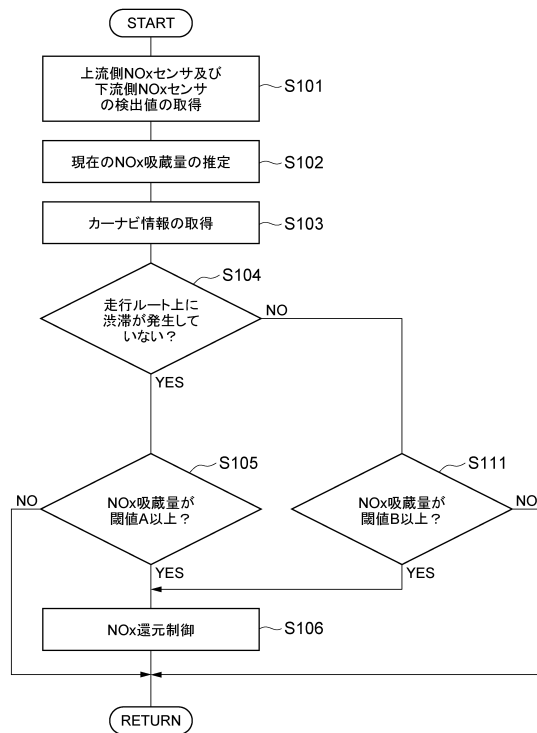 START
上流側NOxセンサ及び
下流側NOxセンサ
の検出値の取得
S101
現在のNOx吸蔵量の推定
S102
カーナビ情報の取得
S103
S104
走行ルート上に
渋滞が発生して
いない？
NO
YES
S105
NO
NOx吸蔵量が
閾値A以上？
YES
S111
NOx吸蔵量が
閾値B以上？
NO
YES
NOx還元制御
S106
RETURN